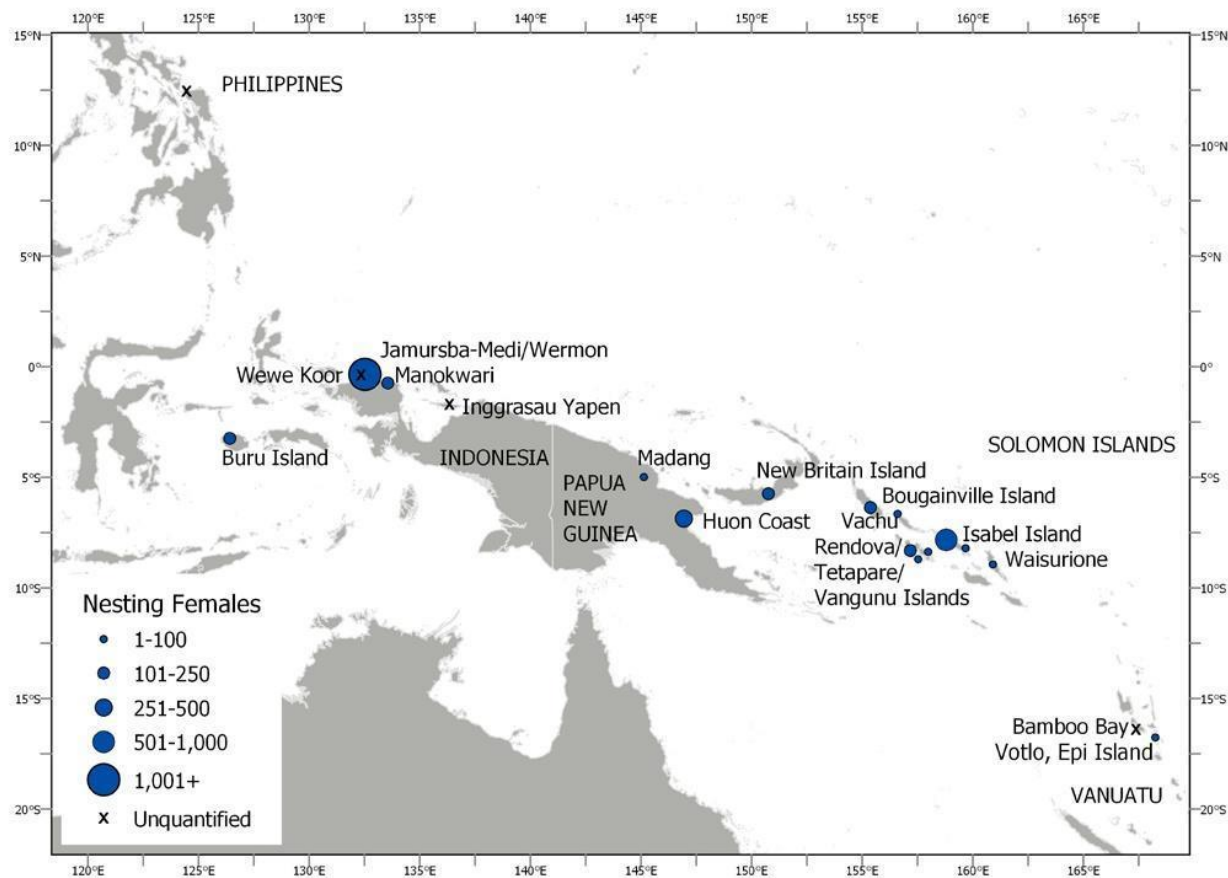 120°E 125°E 130°E 135°E 140°E 145°E 150°E 155°E 160°E 165°E
15°N 15°N
PHILIPPINES
x
10°N 10°N
5°N 5°N
Jamursba-Medi/Wermon
0° 0°
Wewe Koor x Manokwari
x Inggrasau Yapen
SOLOMON ISLANDS
Buru Island
INDONESIA
Madang
5°S 5°S
New Britain Island
PAPUA
NEW
GUINEA
Bougainville Island
Huon Coast
Vachu
Isabel Island
Rendova/
Tetapare/
Vangunu Islands
Waisurione
10°S 10°S
Nesting Females
1-100
101-250
251-500
501-1,000
1,001+
x Unquantified
15°S 15°S
Bamboo Bay x
Votlo, Epi Island
VANUATU
20°S 20°S
120°E 125°E 130°E 135°E 140°E 145°E 150°E 155°E 160°E 165°E